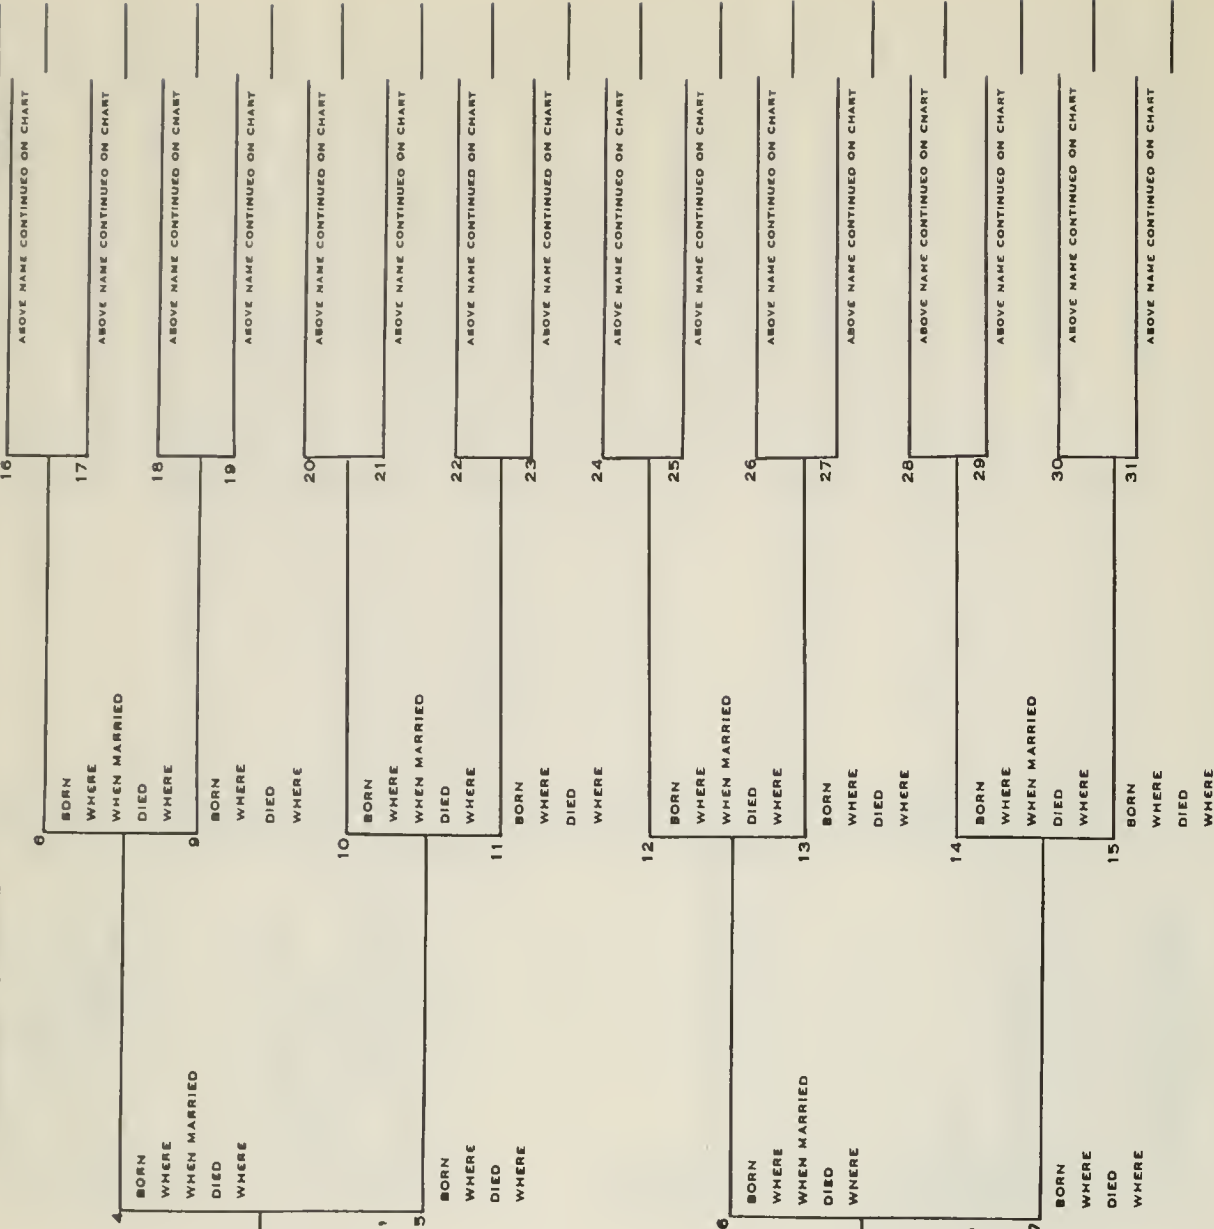 16
ABOVE NAME CONTINUED ON CHART
17
ABOVE NAME CONTINUED ON CHART
18
ABOVE NAME CONTINUED ON CHART
19
ABOVE NAME CONTINUED ON CHART
20
ABOVE NAME CONTINUED ON CHART
21
ABOVE NAME CONTINUED ON CHART
22
ABOVE NAME CONTINUED ON CHART
23
ABOVE NAME CONTINUED ON CHART
24
ABOVE NAME CONTINUED ON CHART
25
ABOVE NAME CONTINUED ON CHART
26
ABOVE NAME CONTINUED ON CHART
27
ABOVE NAME CONTINUED ON CHART
28
ABOVE NAME CONTINUED ON CHART
29
ABOVE NAME CONTINUED ON CHART
30
ABOVE NAME CONTINUED ON CHART
31
ABOVE NAME CONTINUED ON CHART
8
BORN
WHERE
WHEN MARRIED
DIED
WHERE
9
BORN
WHERE
DIED
WHERE
10
BORN
WHERE
WHEN MARRIED
DIED
WHERE
11
BORN
WHERE
DIED
WHERE
12
BORN
WHERE
WHEN MARRIED
DIED
WHERE
13
BORN
WHERE
DIED
WHERE
14
BORN
WHERE
WHEN MARRIED
DIED
WHERE
15
BORN
WHERE
DIED
WHERE
4
BORN
WHERE
WHEN MARRIED
DIED
WHERE
5
BORN
WHERE
DIED
WHERE
6
BORN
WHERE
WHEN MARRIED
DIED
WHERE
7
BORN
WHERE
DIED
WHERE